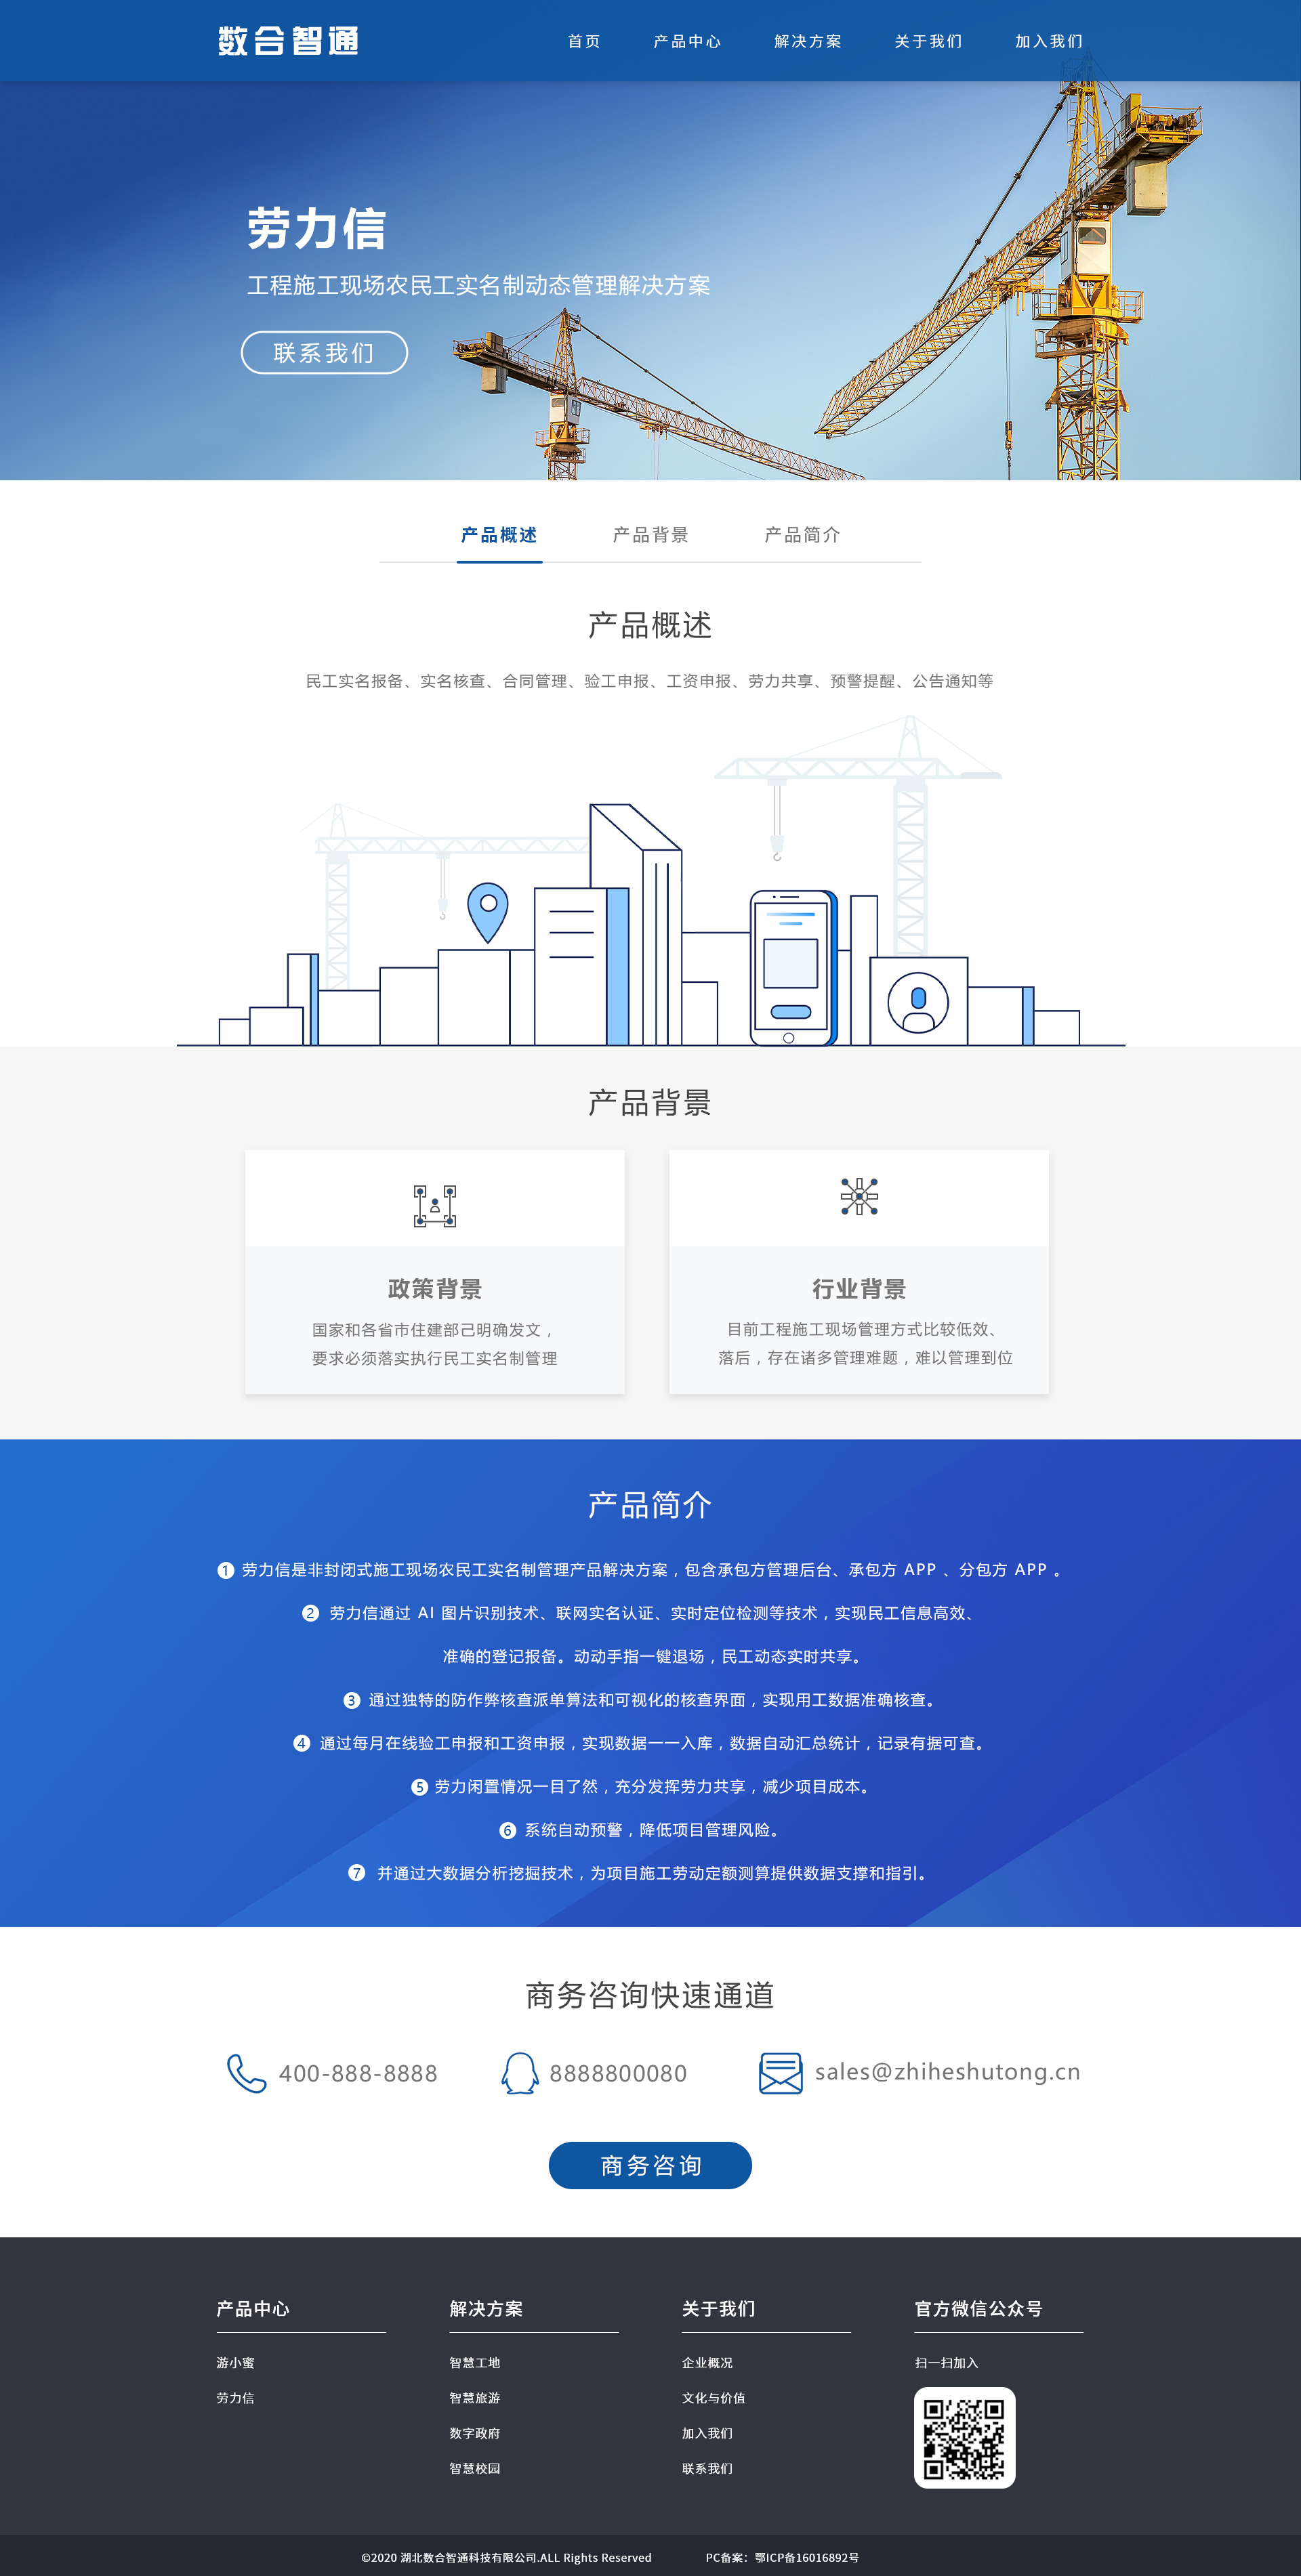 数合智通
首页 产品中心 解决方案 关于我们 加入我们
劳力信
工程施工现场农民工实名制动态管理解决方案
联系我们
产品概述 产品背景 产品简介
产品概述
民工实名报备、实名核查、合同管理、验工申报、工资申报、劳力共享、预警提醒、公告通知等
产品背景
政策背景
国家和各省市住建部己明确发文，
要求必须落实执行民工实名制管理
行业背景
目前工程施工现场管理方式比较低效、
落后，存在诸多管理难题，难以管理到位
产品简介
1 劳力信是非封闭式施工现场农民工实名制管理产品解决方案，包含承包方管理后台、承包方 APP 、分包方 APP 。
2 劳力信通过 AI 图片识别技术、联网实名认证、实时定位检测等技术，实现民工信息高效、
准确的登记报备。动动手指一键退场，民工动态实时共享。
3 通过独特的防作弊核查派单算法和可视化的核查界面，实现用工数据准确核查。
4 通过每月在线验工申报和工资申报，实现数据一一入库，数据自动汇总统计，记录有据可查。
5 劳力闲置情况一目了然，充分发挥劳力共享，减少项目成本。
6 系统自动预警，降低项目管理风险。
7 并通过大数据分析挖掘技术，为项目施工劳动定额测算提供数据支撑和指引。
商务咨询快速通道
400-888-8888 8888800080 sales@zhiheshutong.cn
商务咨询
产品中心 解决方案 关于我们 官方微信公众号
游小蜜 智慧工地 企业概况 扫一扫加入
劳力信 智慧旅游 文化与价值
数字政府 加入我们
智慧校园 联系我们
©2020 湖北数合智通科技有限公司.ALL Rights Reserved PC备案：鄂ICP备16016892号